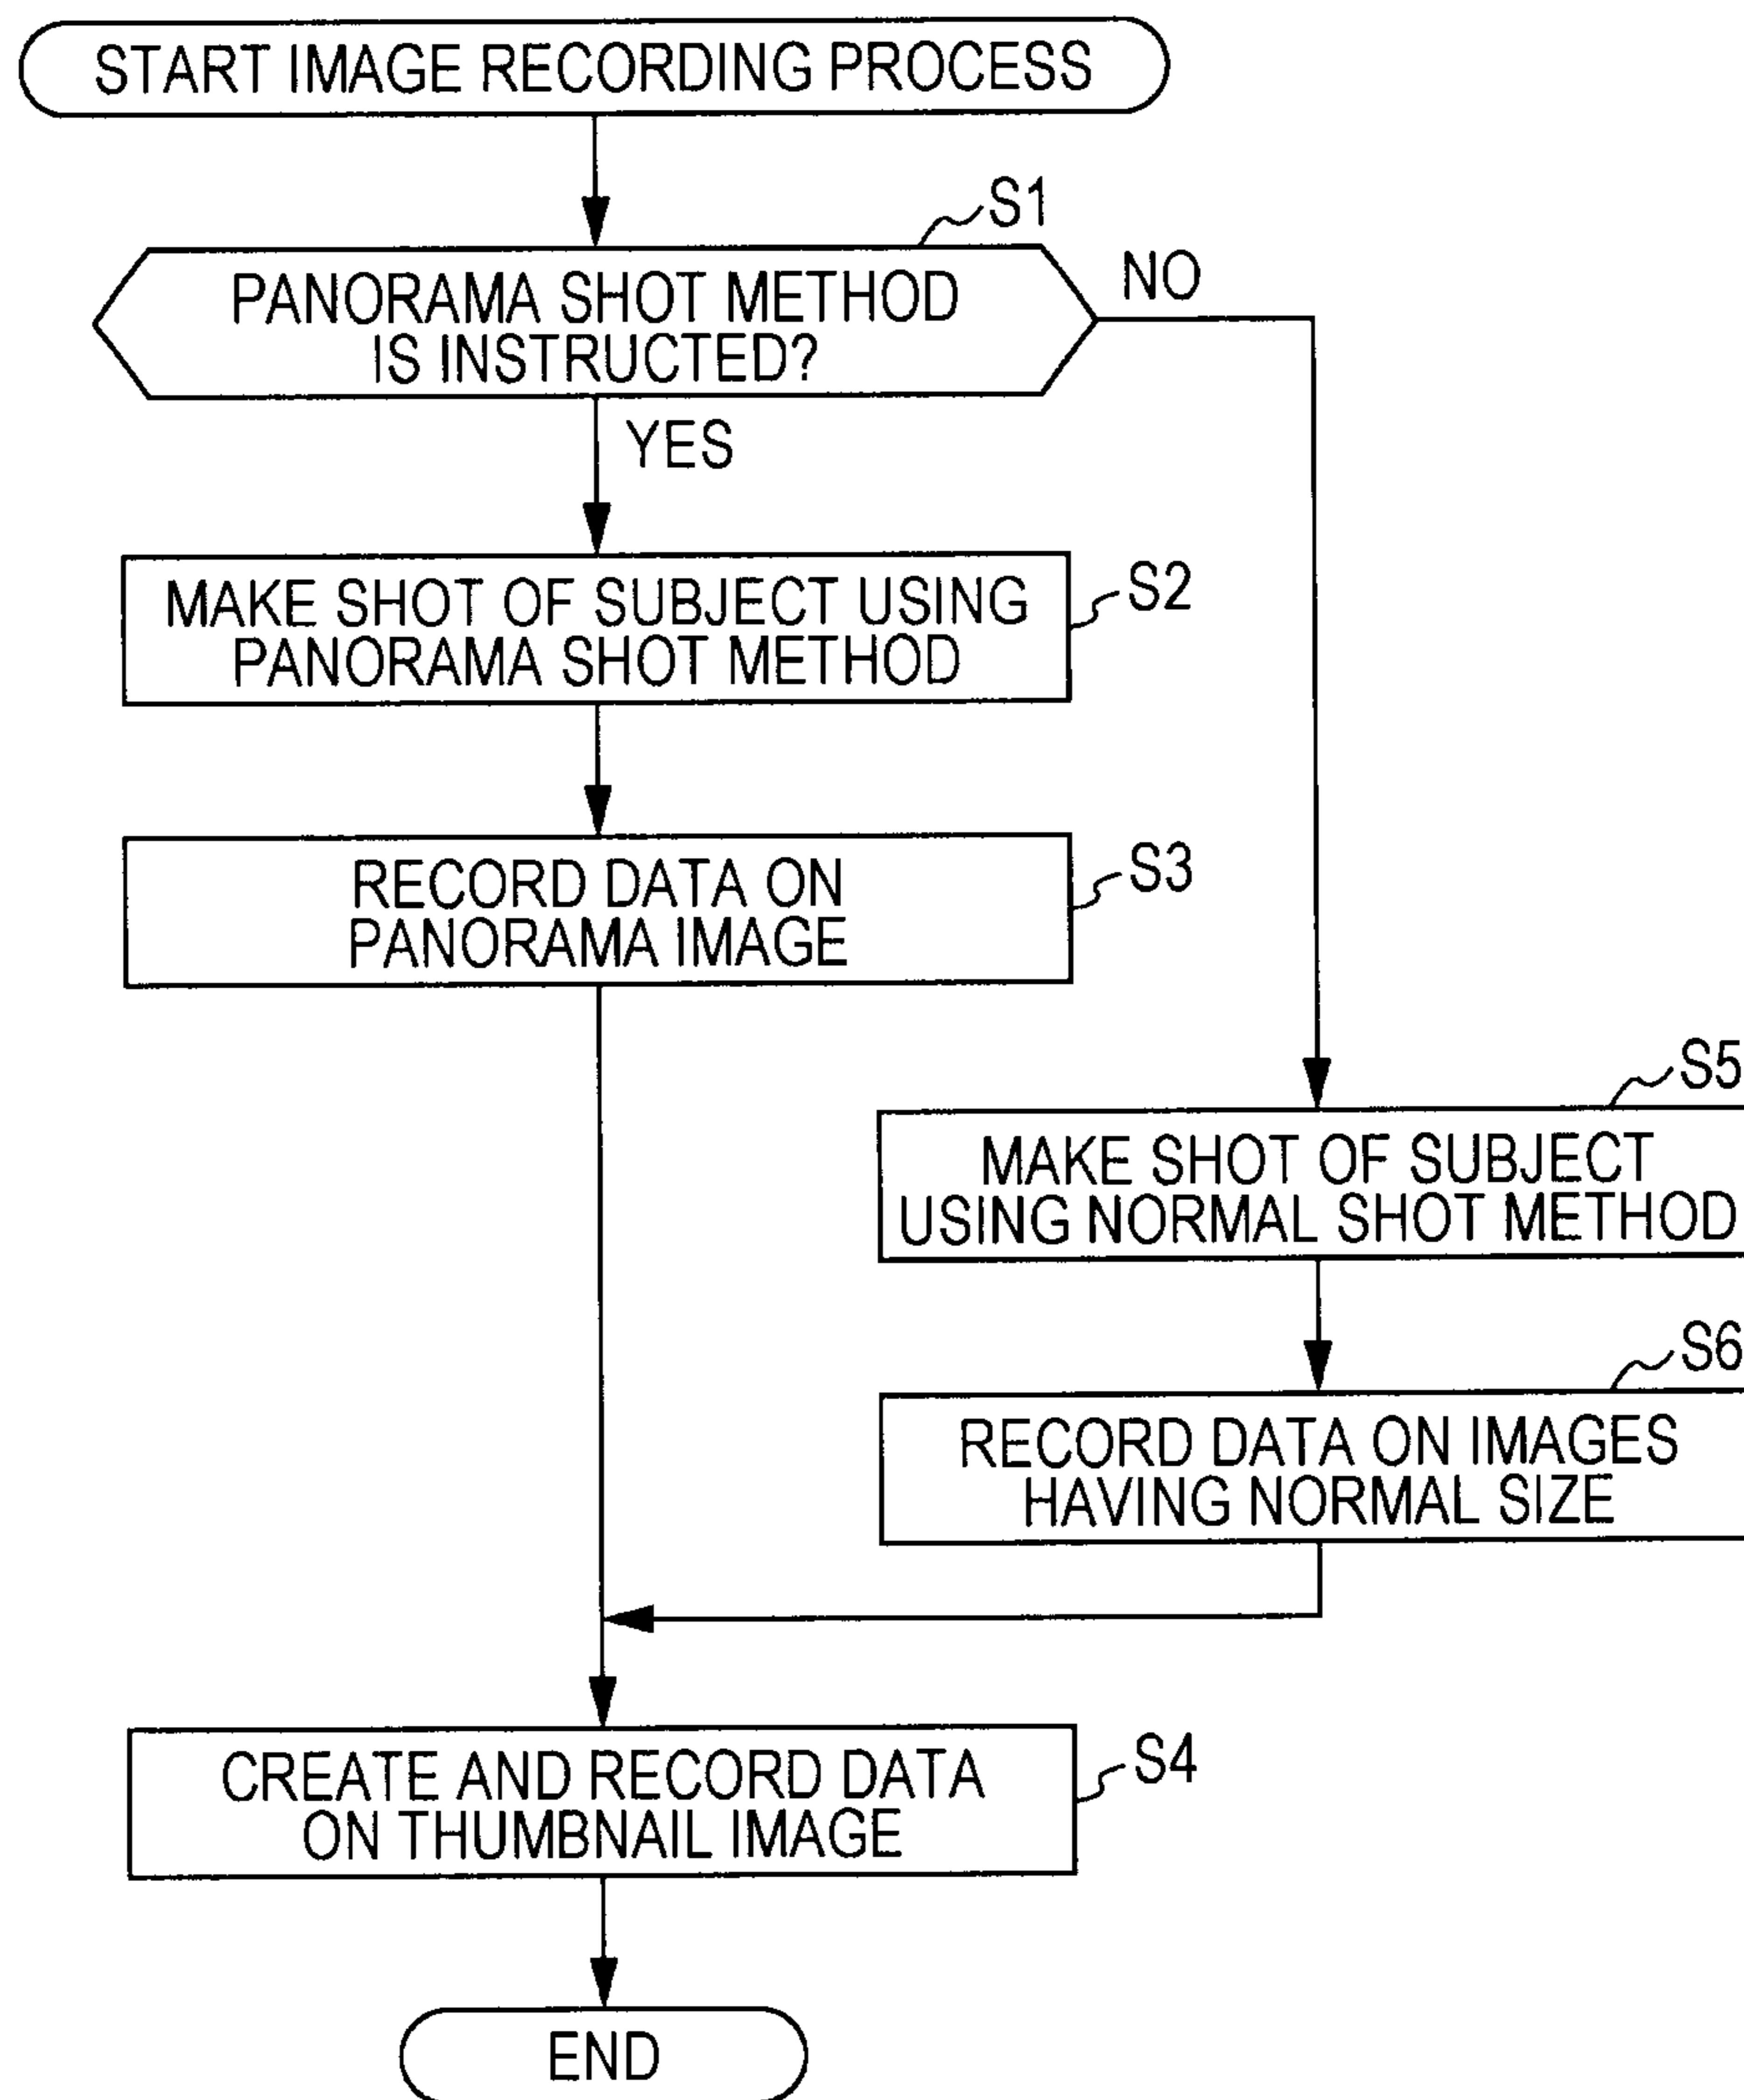 START IMAGE RECORDING PROCESS
S1
PANORAMA SHOT METHOD
IS INSTRUCTED?
NO
YES
S2
MAKE SHOT OF SUBJECT USING
PANORAMA SHOT METHOD
S3
RECORD DATA ON
PANORAMA IMAGE
S5
MAKE SHOT OF SUBJECT
USING NORMAL SHOT METHOD
S6
RECORD DATA ON IMAGES
HAVING NORMAL SIZE
S4
CREATE AND RECORD DATA
ON THUMBNAIL IMAGE
END